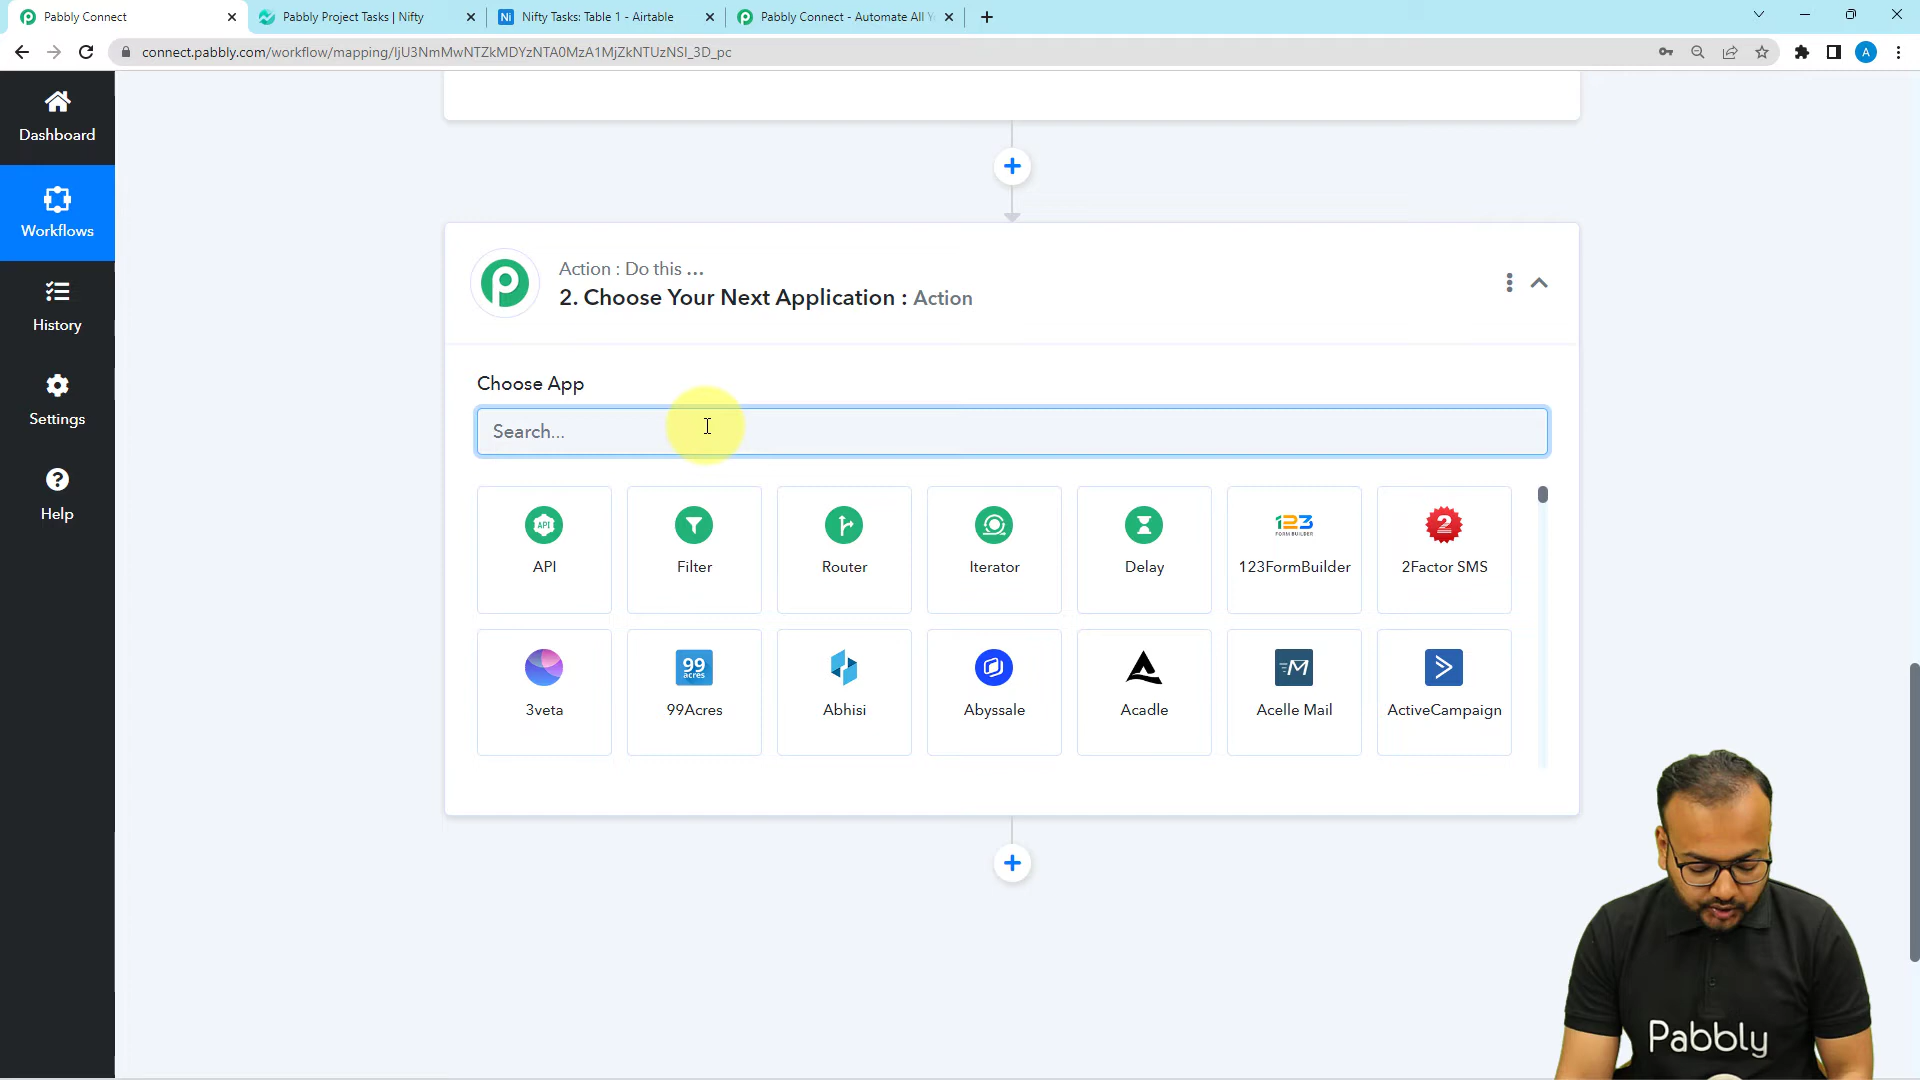 Pabbly Connect
Pabbly Project Tasks | Nifty
Nifty Tasks: Table 1 - Airtable
Pabbly Connect - Automate All Y
connect.pabbly.com/workflow/mapping/IjU3NmMwNTZkMDYzNTA0MzA1MjZkNTUzNSI_3D_pc
A
Dashboard
Workflows
History
Settings
Help
Action : Do this ...
2. Choose Your Next Application : Action
Choose App
Search...
API
Filter
Router
Iterator
Delay
123FormBuilder
2Factor SMS
3veta
99Acres
Abhisi
Abyssale
Acadle
Acelle Mail
ActiveCampaign
Pabbly